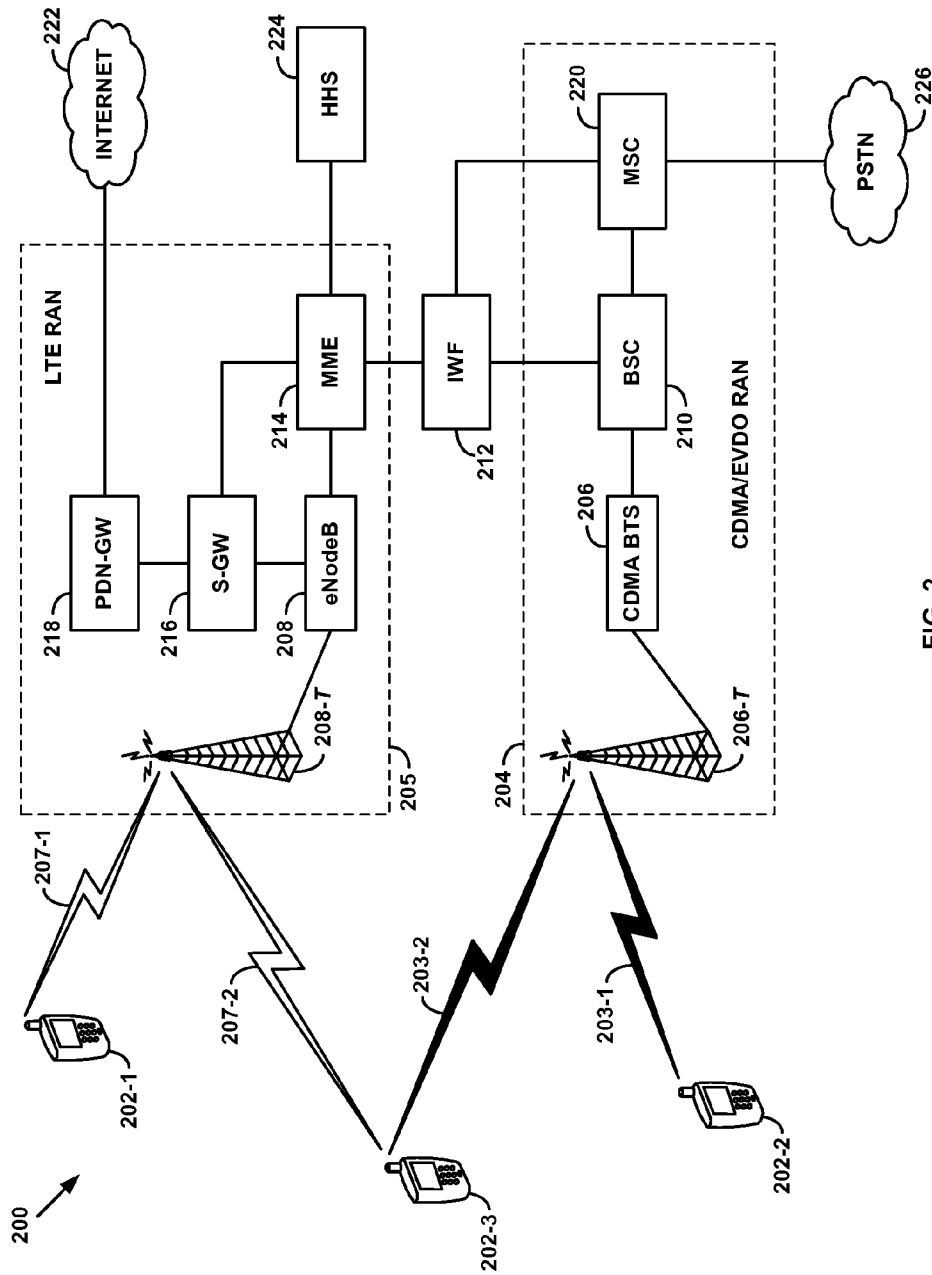 200
202-1
207-1
207-2
202-3
203-2
203-1
202-2
LTE RAN
205
208-T
218
PDN-GW
216
S-GW
208
eNodeB
214
MME
INTERNET
222
HHS
224
IWF
212
CDMA/EVDO RAN
204
206-T
CDMA BTS
206
BSC
210
MSC
220
PSTN
226
FIG. 2